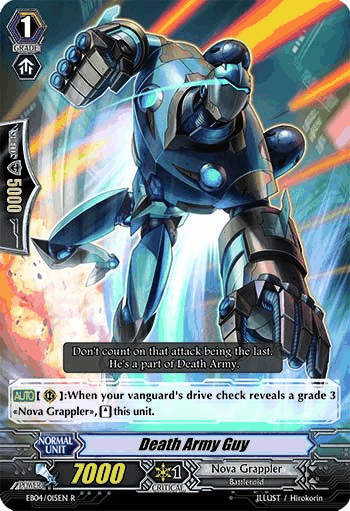 1
GRADE
SHIELD
5000
Don't count on that attack being the last.
He's a part of Death Army.
AUTO [ ]:When your vanguard's drive check reveals a grade 3
«Nova Grappler», [ ] this unit.
NORMAL
UNIT
Death Army Guy
POWER
7000
1
CRITICAL
Nova Grappler
Battleroid
EB04/015EN R
ILLUST / Hirokorin